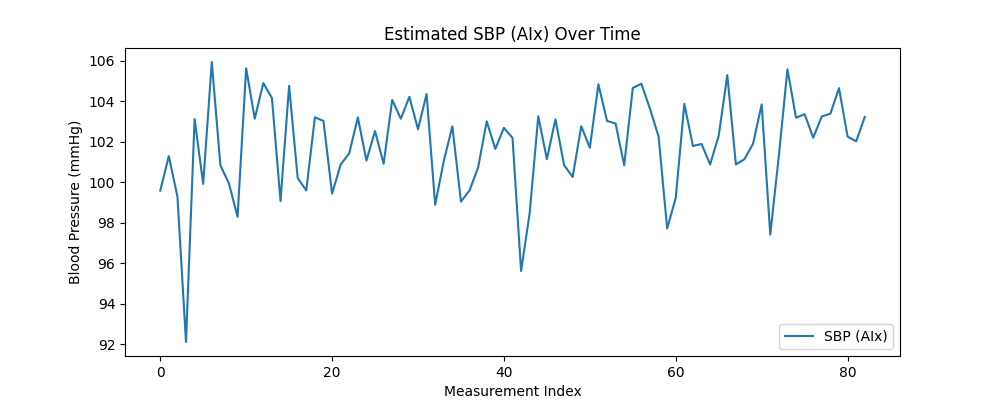 Estimated SBP (AIx) Over Time
Blood Pressure (mmHg)
106
104
102
100
98
96
94
92
SBP (AIx)
0 20 40 60 80
Measurement Index